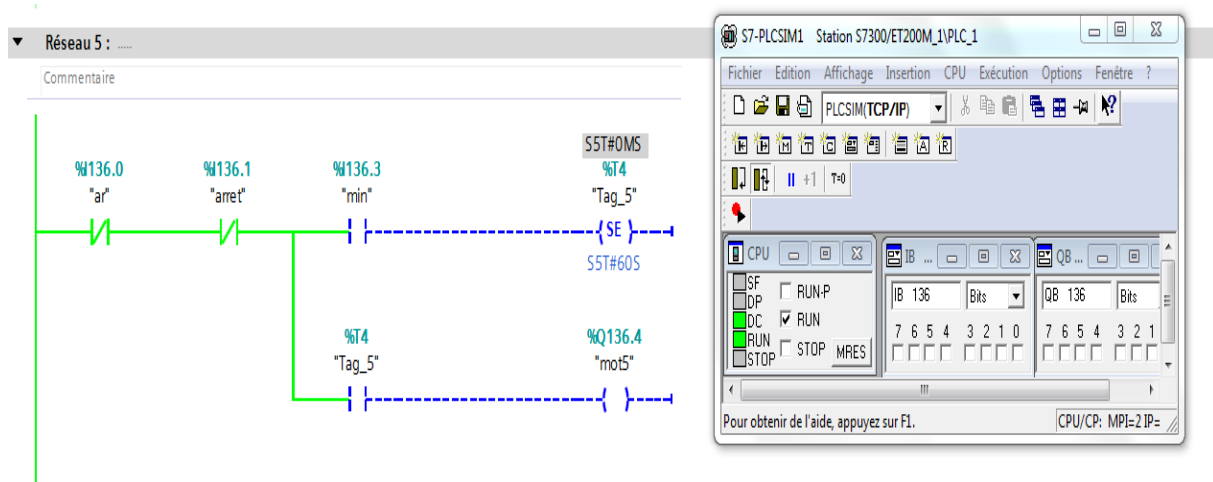 Réseau 5 : .....
Commentaire
%I136.0
"ar"
%I136.1
"arret"
%I136.3
"min"
S5T#0MS
%T4
"Tag_5"
SE
S5T#60S
%T4
"Tag_5"
%Q136.4
"mot5"
S7-PLCSIM1 Station S7300/ET200M_1\PLC_1
Fichier Edition Affichage Insertion CPU Exécution Options Fenêtre ?
PLCSIM(TCP/IP)
E A M T C A R
+1 T=0
CPU
SF
DP
DC
RUN
STOP
RUN-P
RUN
STOP MRES
IB ...
IB 136 Bits
7 6 5 4 3 2 1 0
QB ...
QB 136 Bits
7 6 5 4 3 2 1
Pour obtenir de l'aide, appuyez sur F1.
CPU/CP: MPI=2 IP=